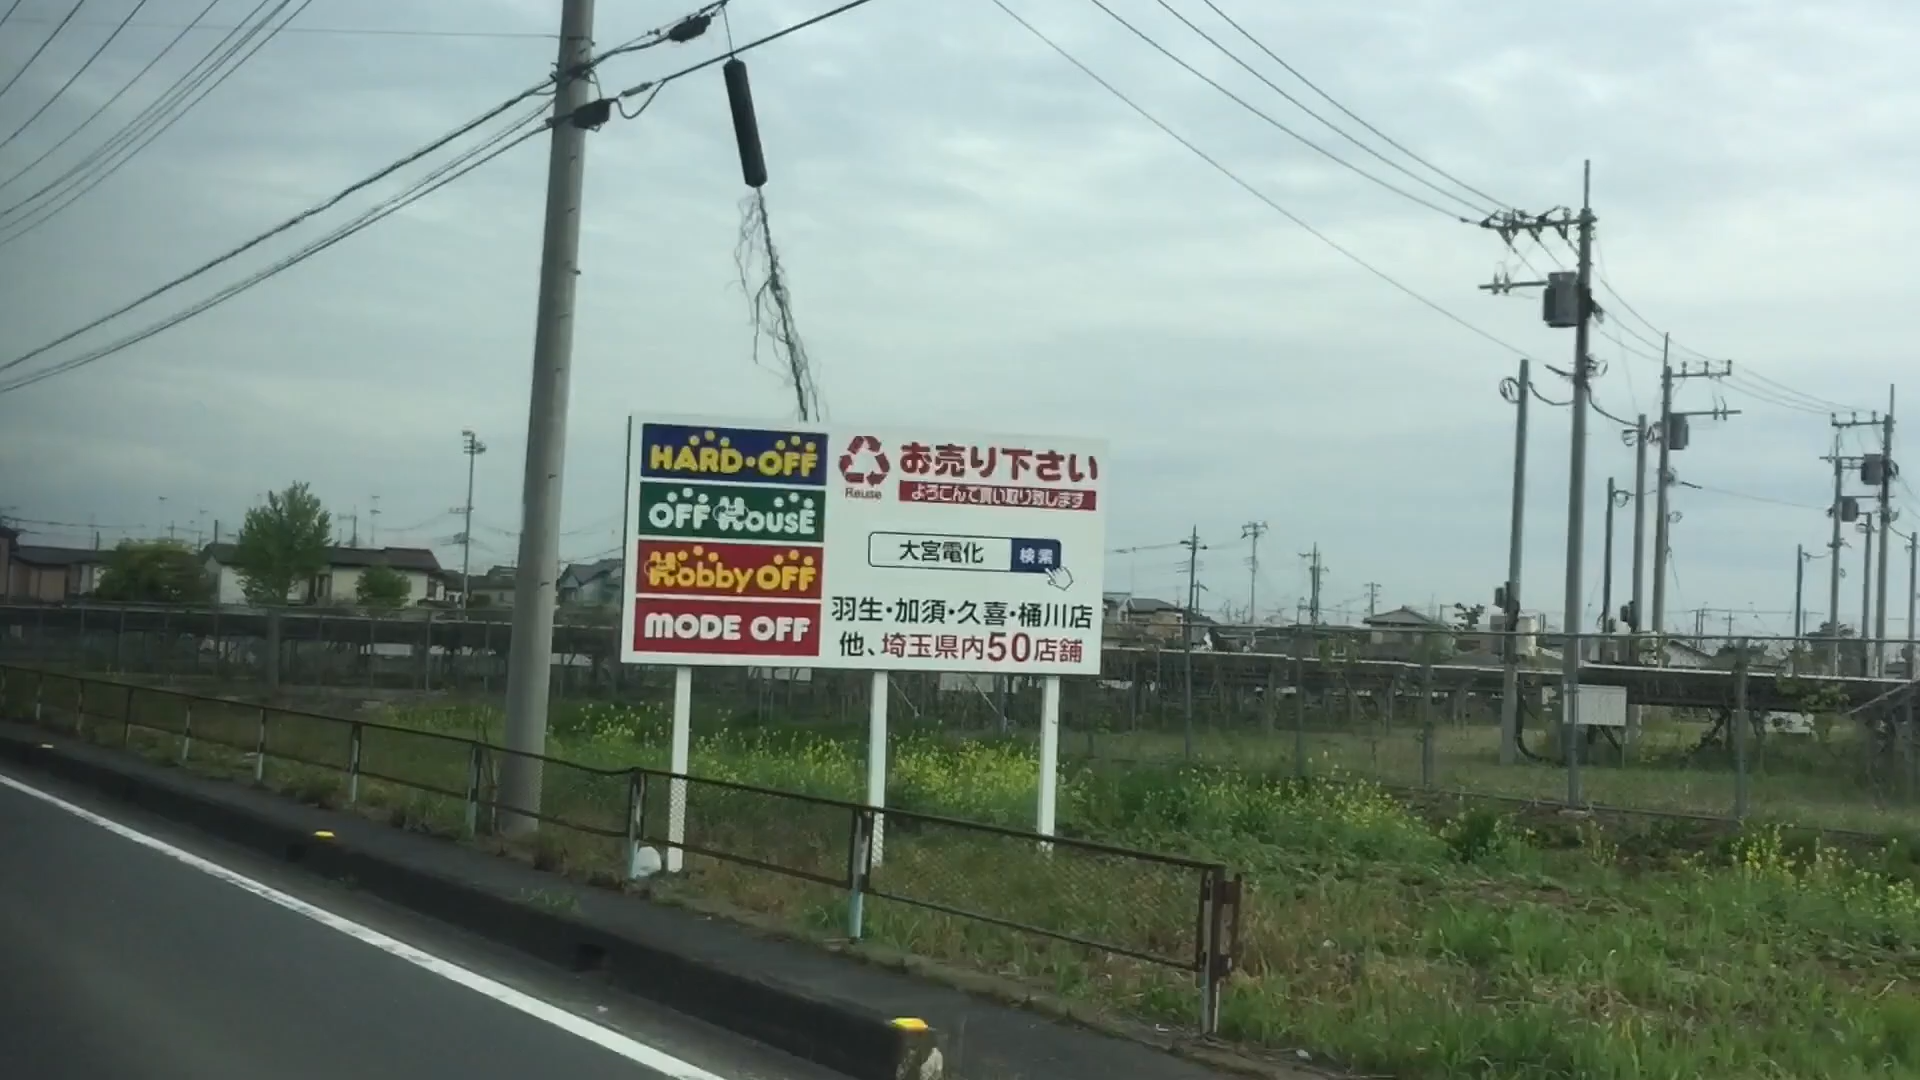 HARD・OFF
OFF HOUSE
Hobby OFF
MODE OFF
Reuse
お売り下さい
よろこんで買い取り致します
大宮電化 検索
羽生・加須・久喜・桶川店
他、埼玉県内50店舗